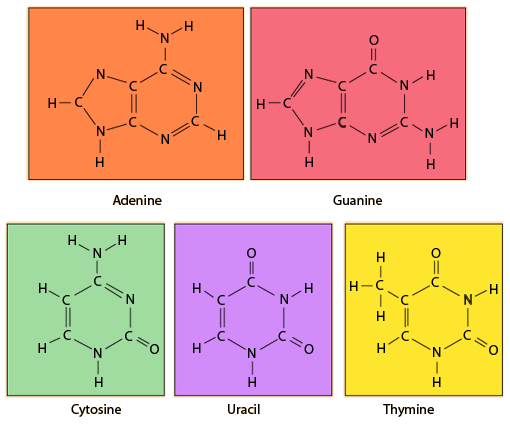 H H
N
C
N
C N
H C
C C
N N H
H
Adenine
O
C
N H
C N
H C
C C H
N N N
H H
Guanine
H H
N
C
H
C N
C C
H N O
H
Cytosine
O
C
H H
C N
C C
H N O
H
Uracil
H O
H C C
H C N H
C C
H N O
H
Thymine